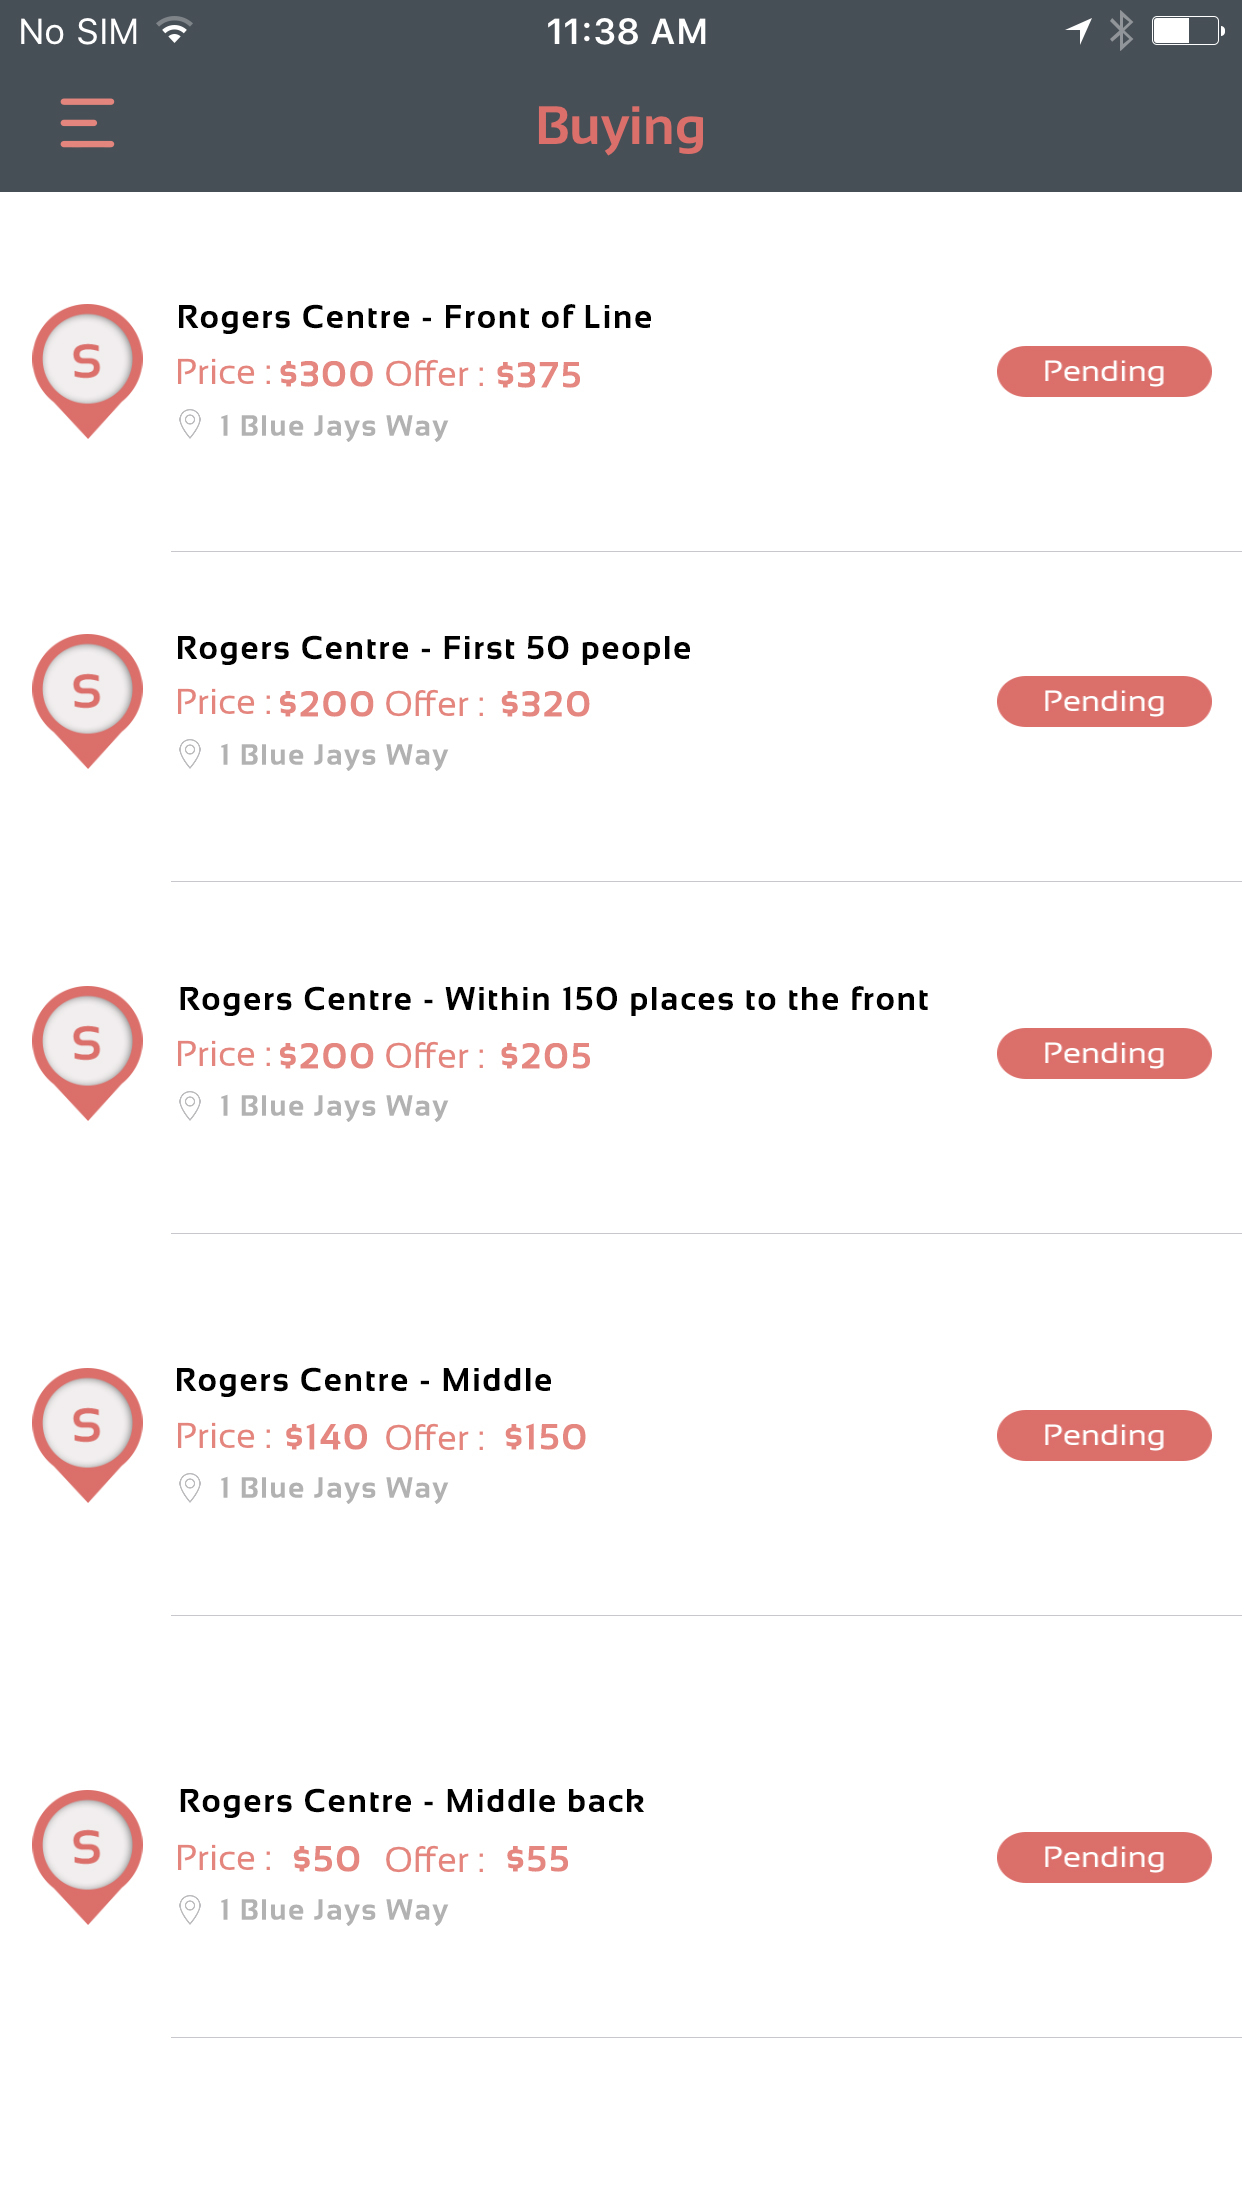 No SIM 11:38 AM
Buying
Rogers Centre - Front of Line
S Price : $300 Offer : $375 Pending
1 Blue Jays Way
Rogers Centre - First 50 people
S Price : $200 Offer : $320 Pending
1 Blue Jays Way
Rogers Centre - Within 150 places to the front
S Price : $200 Offer : $205 Pending
1 Blue Jays Way
Rogers Centre - Middle
S Price : $140 Offer : $150 Pending
1 Blue Jays Way
Rogers Centre - Middle back
S Price : $50 Offer : $55 Pending
1 Blue Jays Way